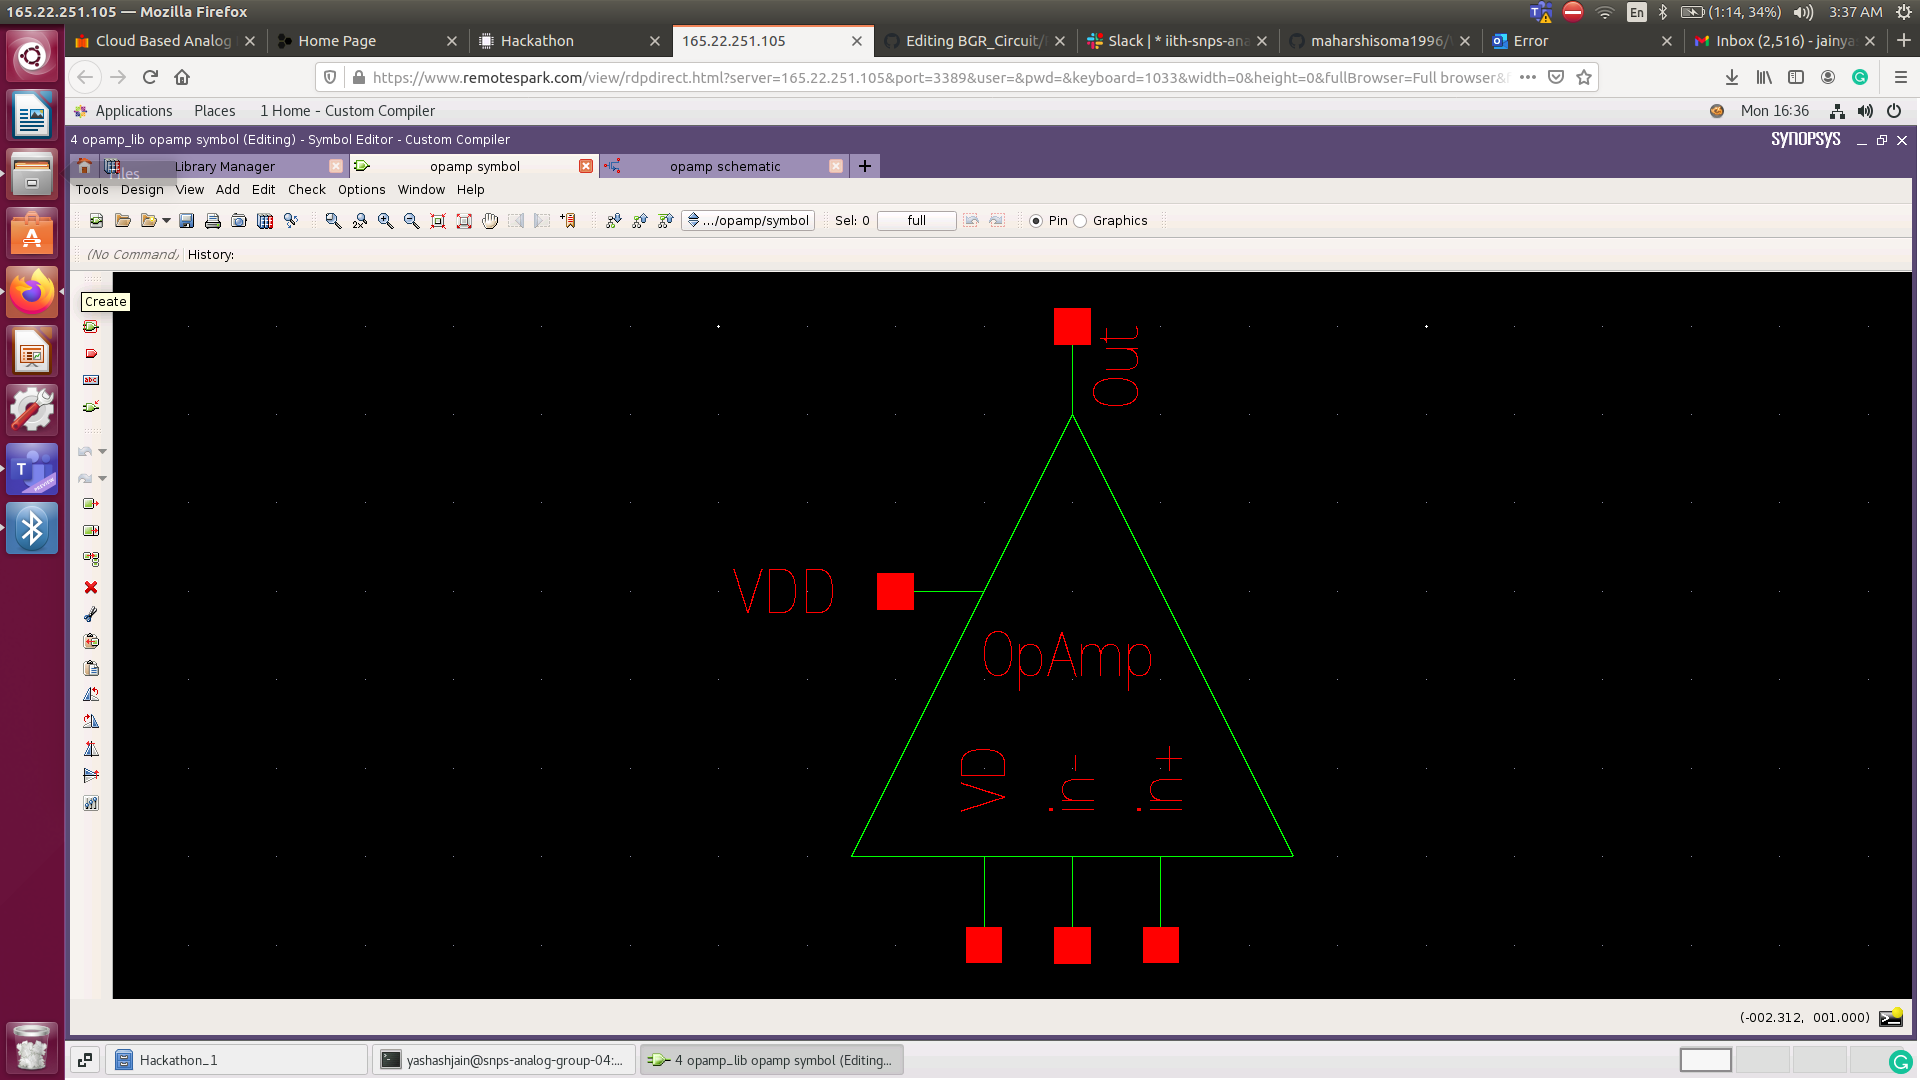 165.22.251.105 — Mozilla Firefox
En
(1:14, 34%)
3:37 AM
Cloud Based Analog
Home Page
Hackathon
165.22.251.105
Editing BGR_Circuit/
Slack | * iith-snps-ana
maharshisoma1996/
Error
Inbox (2,516) - jainya
https://www.remotespark.com/view/rdpdirect.html?server=165.22.251.105&port=3389&user=&pwd=&keyboard=1033&width=0&height=0&fullBrowser=Full browser&f
Applications
Places
1 Home - Custom Compiler
Mon 16:36
4 opamp_lib opamp symbol (Editing) - Symbol Editor - Custom Compiler
SYNOPSYS
Files
Library Manager
opamp symbol
opamp schematic
Tools Design View Add Edit Check Options Window Help
.../opamp/symbol
Sel: 0
full
Pin
Graphics
(No Command)
History:
Create
abc
Out
VDD
OpAmp
VD
in-
in+
(-002.312, 001.000)
Hackathon_1
yashashjain@snps-analog-group-04:...
4 opamp_lib opamp symbol (Editing...